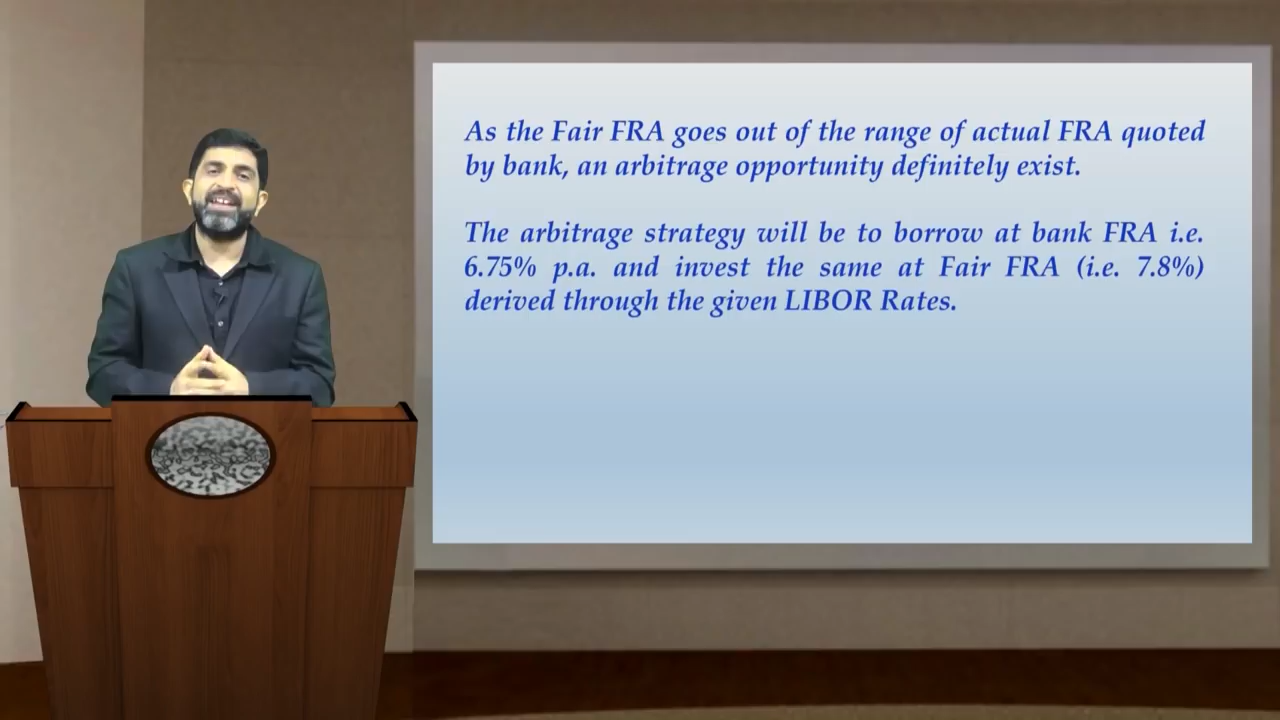 As the Fair FRA goes out of the range of actual FRA quoted
by bank, an arbitrage opportunity definitely exist.
The arbitrage strategy will be to borrow at bank FRA i.e.
6.75% p.a. and invest the same at Fair FRA (i.e. 7.8%)
derived through the given LIBOR Rates.